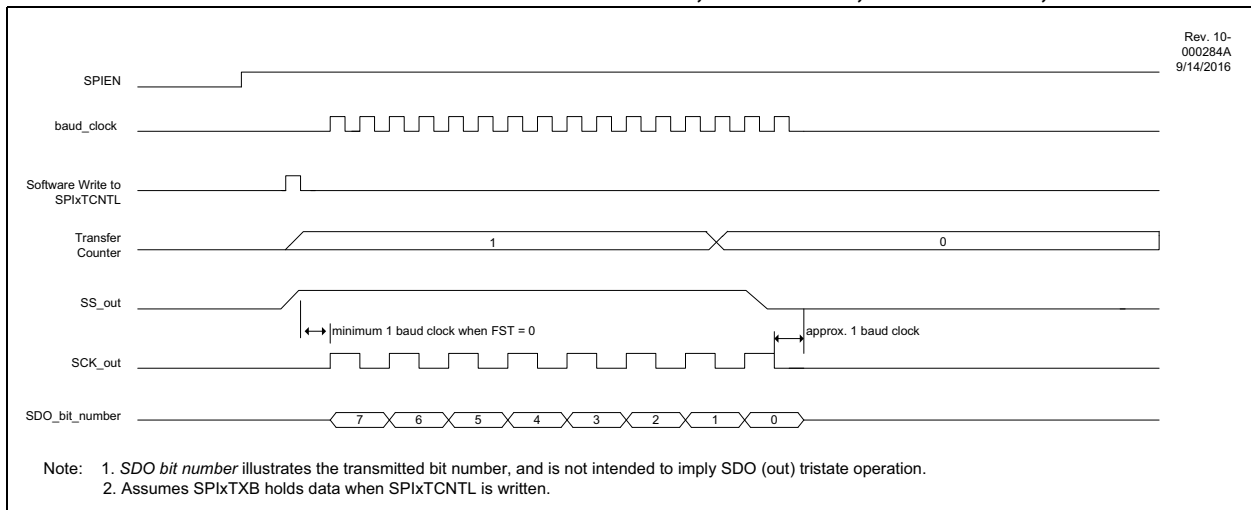 Rev. 10-
000284A
9/14/2016
SPIEN
baud_clock
Software Write to
SPIxTCNTL
Transfer
Counter
1
0
SS_out
minimum 1 baud clock when FST = 0
approx. 1 baud clock
SCK_out
SDO_bit_number
7
6
5
4
3
2
1
0
Note: 1. SDO bit number illustrates the transmitted bit number, and is not intended to imply SDO (out) tristate operation.
2. Assumes SPIxTXB holds data when SPIxTCNTL is written.